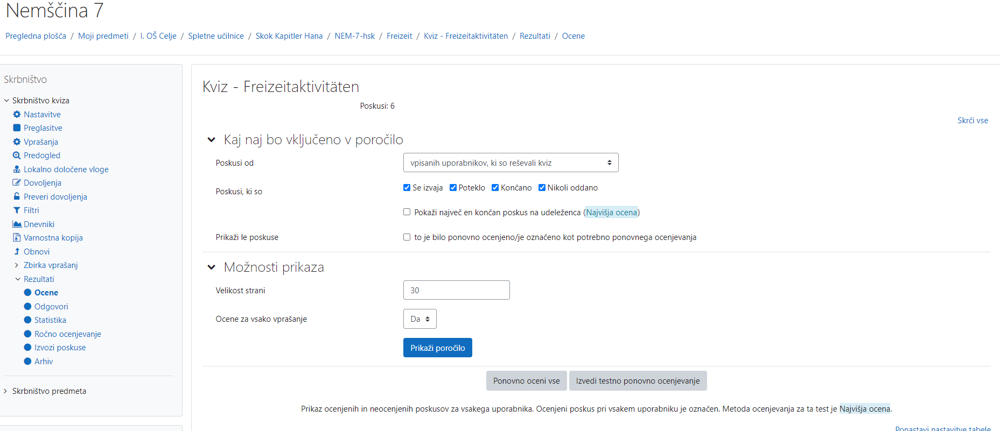 Nemščina 7
Pregledna plošča / Moji predmeti / I. OŠ Celje / Spletne učilnice / Skok Kapitler Hana / NEM-7-hsk / Freizeit / Kviz - Freizeitaktivitäten / Rezultati / Ocene
Skrbništvo
Skrbništvo kviza
Nastavitve
Preglasitve
Vprašanja
Predogled
Lokalno določene vloge
Dovoljenja
Preveri dovoljenja
Filtri
Dnevniki
Varnostna kopija
Obnovi
Zbirka vprašanj
Rezultati
Ocene
Odgovori
Statistika
Ročno ocenjevanje
Izvozi poskuse
Arhiv
Skrbništvo predmeta
Kviz - Freizeitaktivitäten
Poskusi: 6
Skrči vse
Kaj naj bo vključeno v poročilo
Poskusi od vpisanih uporabnikov, ki so reševali kviz
Poskusi, ki so Se izvaja Poteklo Končano Nikoli oddano
Pokaži največ en končan poskus na udeleženca (Najvišja ocena)
Prikaži le poskuse to je bilo ponovno ocenjeno/je označeno kot potrebno ponovnega ocenjevanja
Možnosti prikaza
Velikost strani 30
Ocene za vsako vprašanje Da
Prikaži poročilo
Ponovno oceni vse Izvedi testno ponovno ocenjevanje
Prikaz ocenjenih in neocenjenih poskusov za vsakega uporabnika. Ocenjeni poskus pri vsakem uporabniku je označen. Metoda ocenjevanja za ta test je Najvišja ocena.
Ponastavi nastavitve tabele